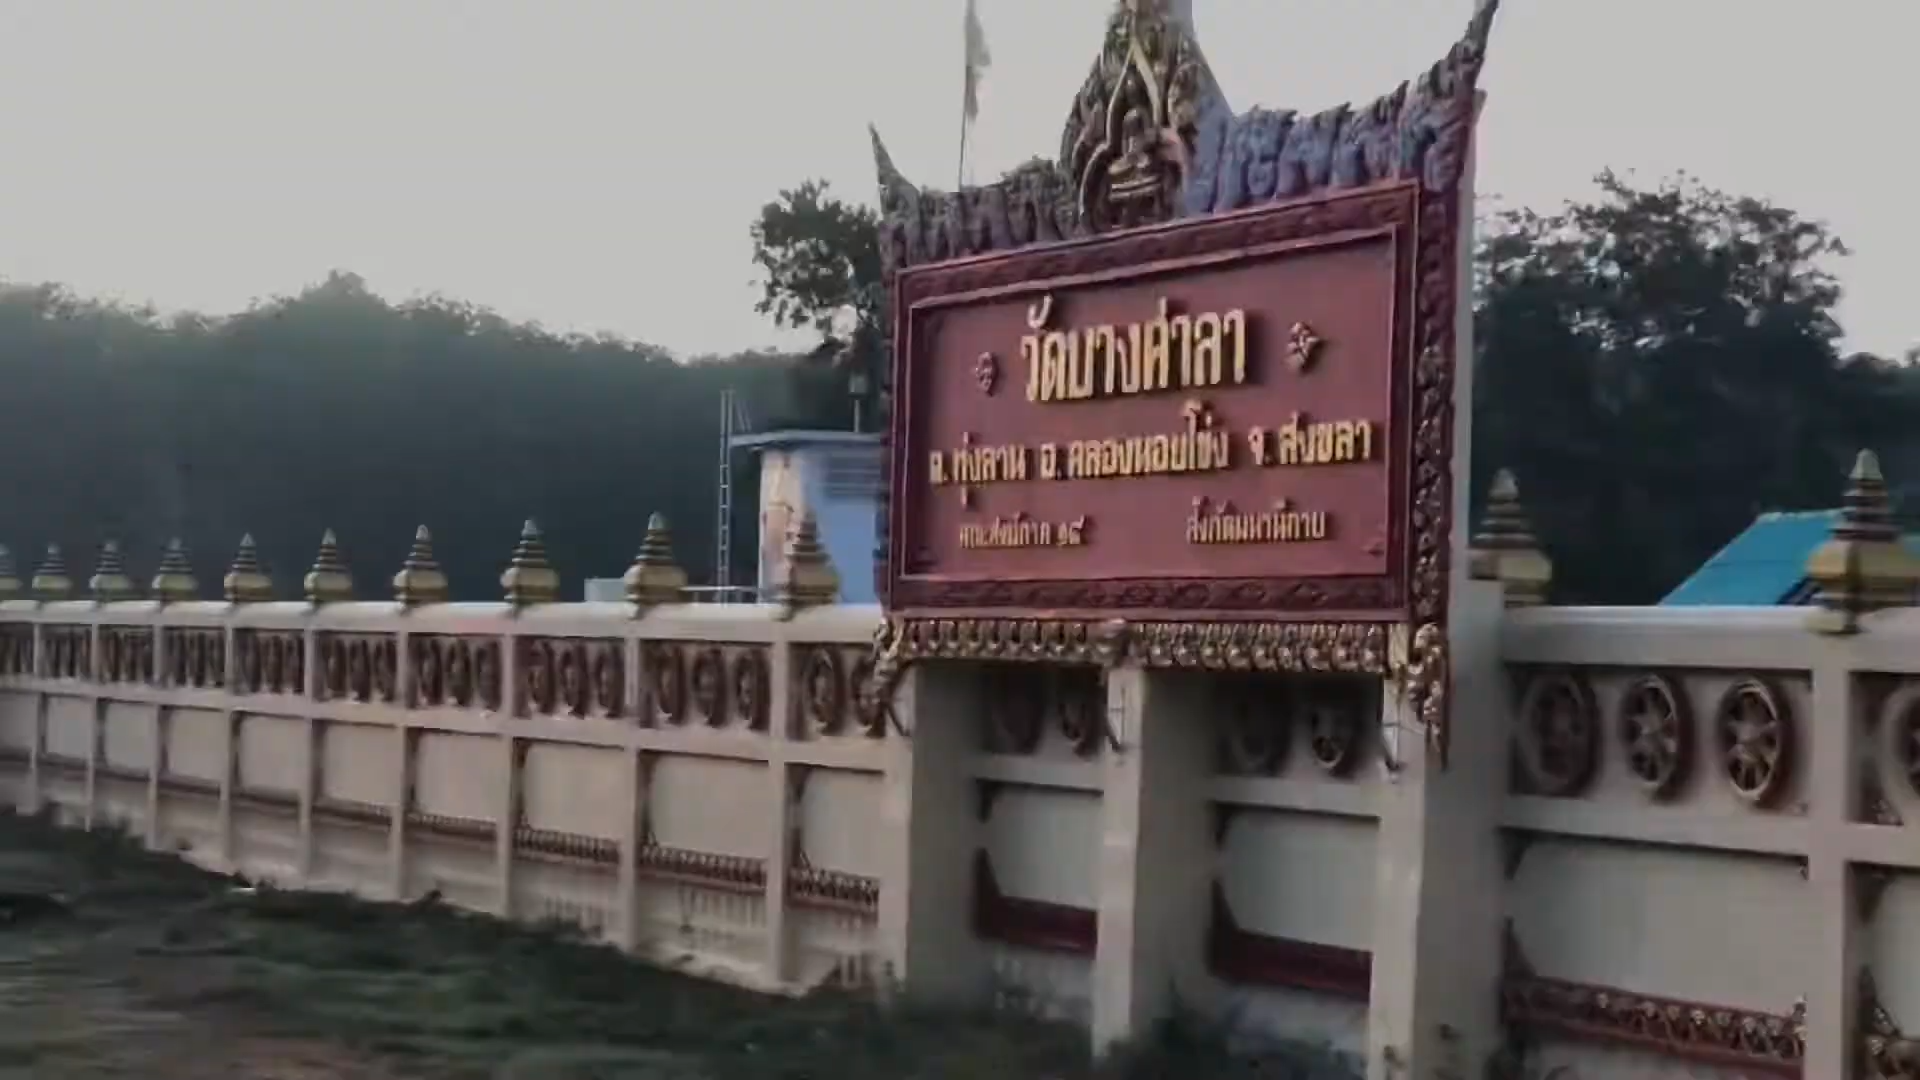 วัดบางศาลา
ต.ทุ่งลาน อ.คลองหอยโข่ง จ.สงขลา
คณะสงฆ์ภาค ๑๘ สังกัดมหานิกาย